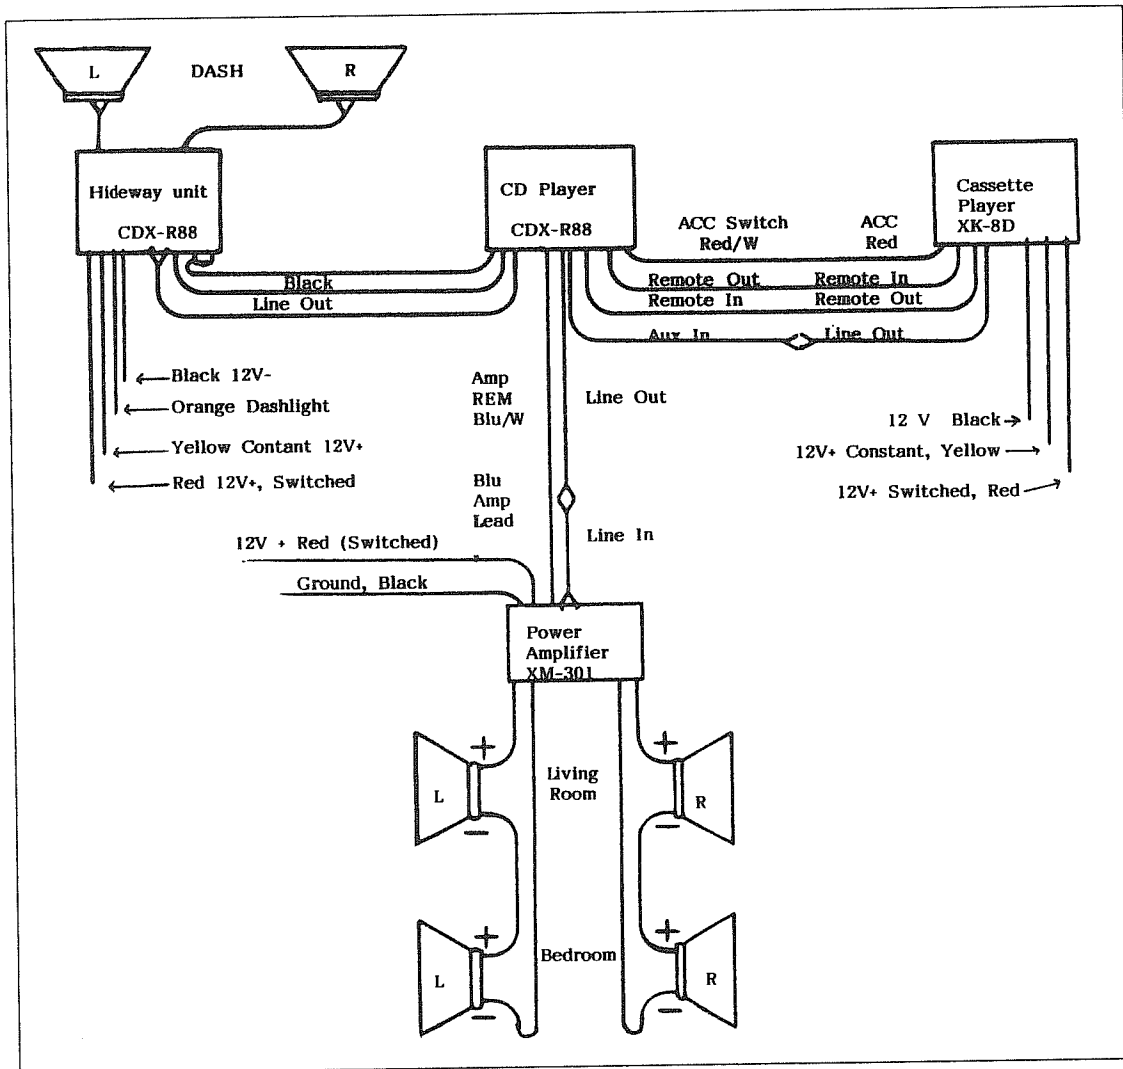 L
DASH
R
Hideway unit
CDX-R88
CD Player
CDX-R88
Cassette
Player
XK-8D
ACC Switch
Red/W
ACC
Red
Black
Line Out
Remote Out
Remote In
Remote In
Remote Out
Aux In
Line Out
Black 12V-
Orange Dashlight
Yellow Contant 12V+
Red 12V+, Switched
Amp
REM
Blu/W
Line Out
12 V Black
12V+ Constant, Yellow
12V+ Switched, Red
Blu
Amp
Lead
Line In
12V + Red (Switched)
Ground, Black
Power
Amplifier
XM-301
+
+
L
Living
Room
R
−
−
+
+
L
Bedroom
R
−
−